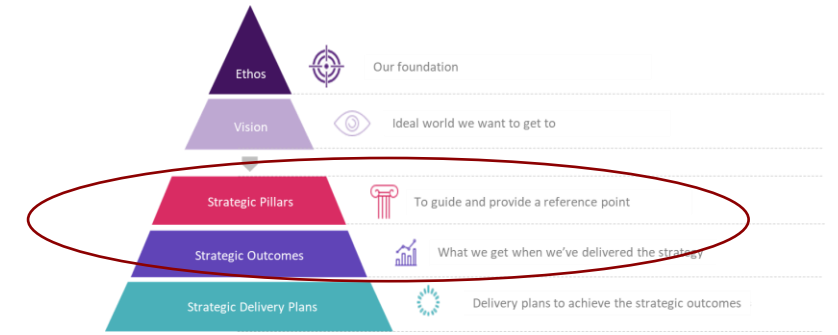 Ethos
Our foundation
Vision
Ideal world we want to get to
Strategic Pillars
To guide and provide a reference point
Strategic Outcomes
What we get when we've delivered the strategy
Strategic Delivery Plans
Delivery plans to achieve the strategic outcomes